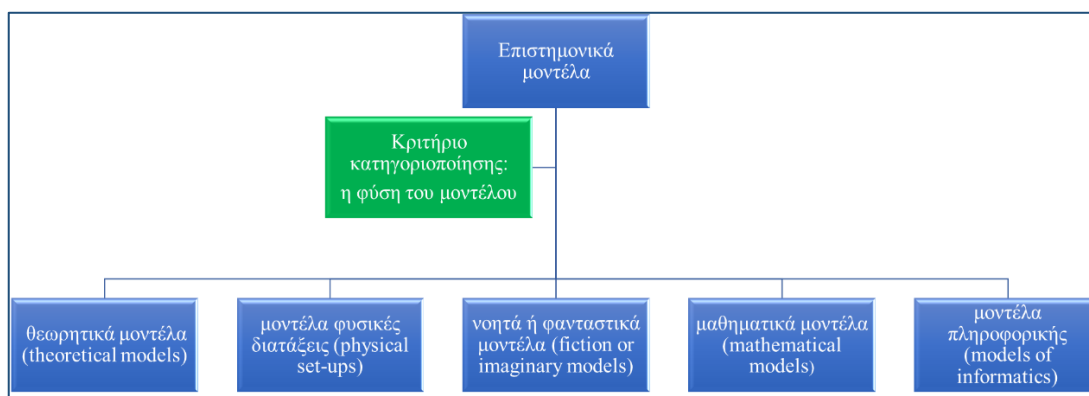 Επιστημονικά
μοντέλα
Κριτήριο
κατηγοριοποίησης:
η φύση του μοντέλου
θεωρητικά μοντέλα
(theoretical models)
μοντέλα φυσικές
διατάξεις (physical
set-ups)
νοητά ή φανταστικά
μοντέλα (fiction or
imaginary models)
μαθηματικά μοντέλα
(mathematical
models)
μοντέλα
πληροφορικής
(models of
informatics)